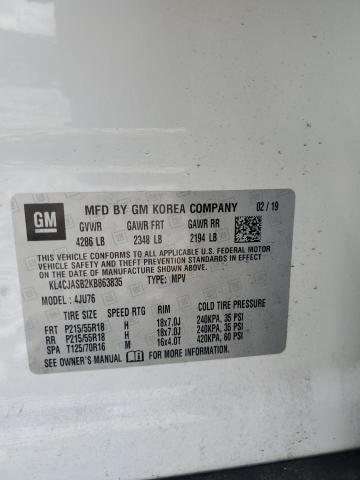 GM
MFD BY GM KOREA COMPANY 02/19
GVWR GAWR FRT GAWR RR
4286 LB 2348 LB 2194 LB
THIS VEHICLE CONFORMS TO ALL APPLICABLE U.S. FEDERAL MOTOR
VEHICLE SAFETY AND THEFT PREVENTION STANDARDS IN EFFECT ON THE
DATE OF MANUFACTURE SHOWN ABOVE.
KL4CJASB2KB863835 TYPE: MPV
MODEL: 4JU76
TIRE SIZE SPEED RTG RIM COLD TIRE PRESSURE
FRT P215/55R18 H 18x7.0J 240KPA, 35 PSI
RR P215/55R18 H 18x7.0J 240KPA, 35 PSI
SPA T125/70R16 M 16x4.0T 420KPA, 60 PSI
SEE OWNER'S MANUAL FOR ADDITIONAL INFORMATION.